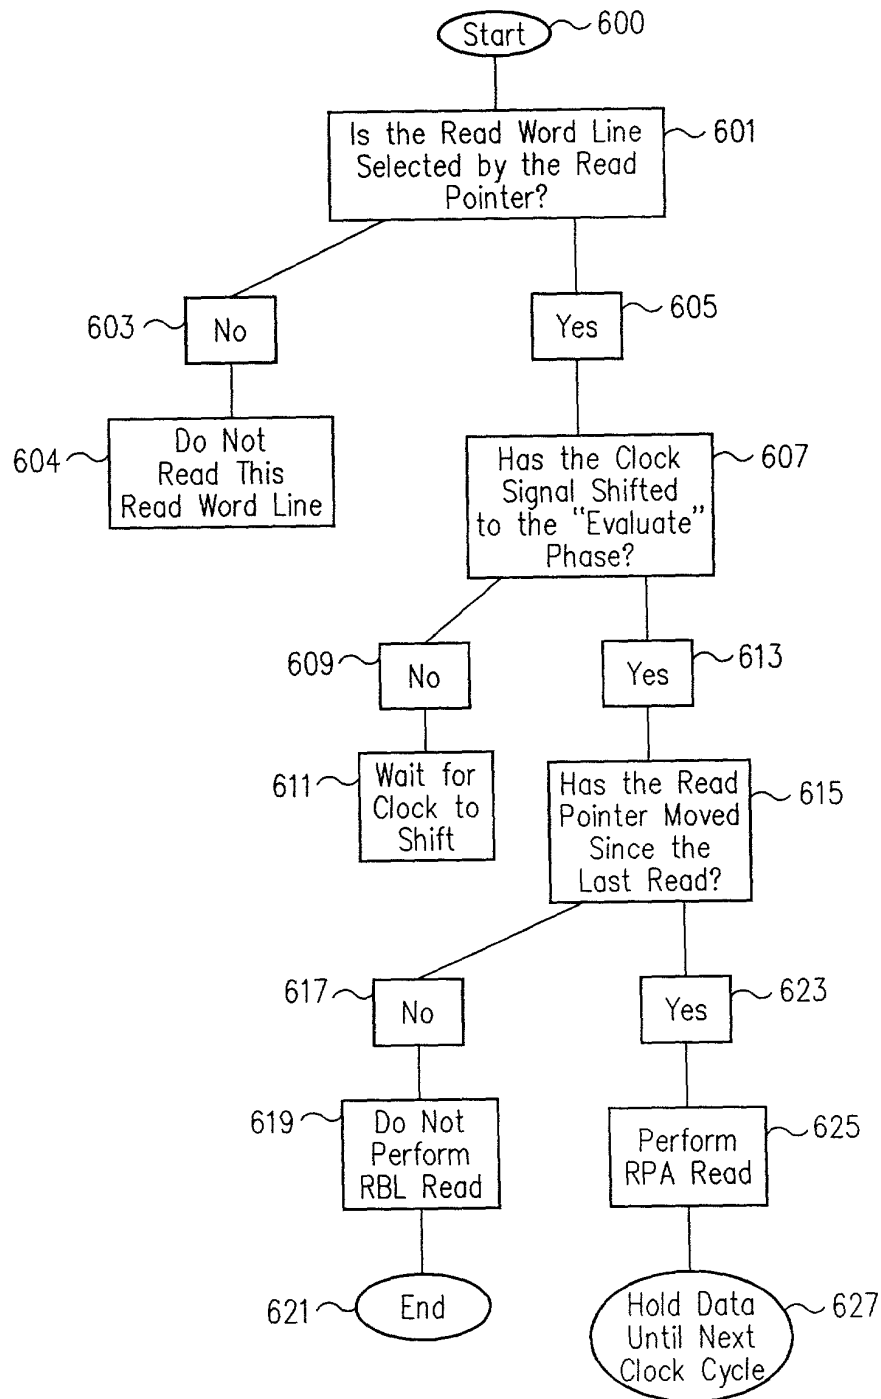 Start
600
Is the Read Word Line
Selected by the Read
Pointer?
601
603
No
Yes
605
604
Do Not
Read This
Read Word Line
Has the Clock
Signal Shifted
to the "Evaluate"
Phase?
607
609
No
Yes
613
611
Wait for
Clock to
Shift
Has the Read
Pointer Moved
Since the
Last Read?
615
617
No
Yes
623
619
Do Not
Perform
RBL Read
Perform
RPA Read
625
621
End
Hold Data
Until Next
Clock Cycle
627